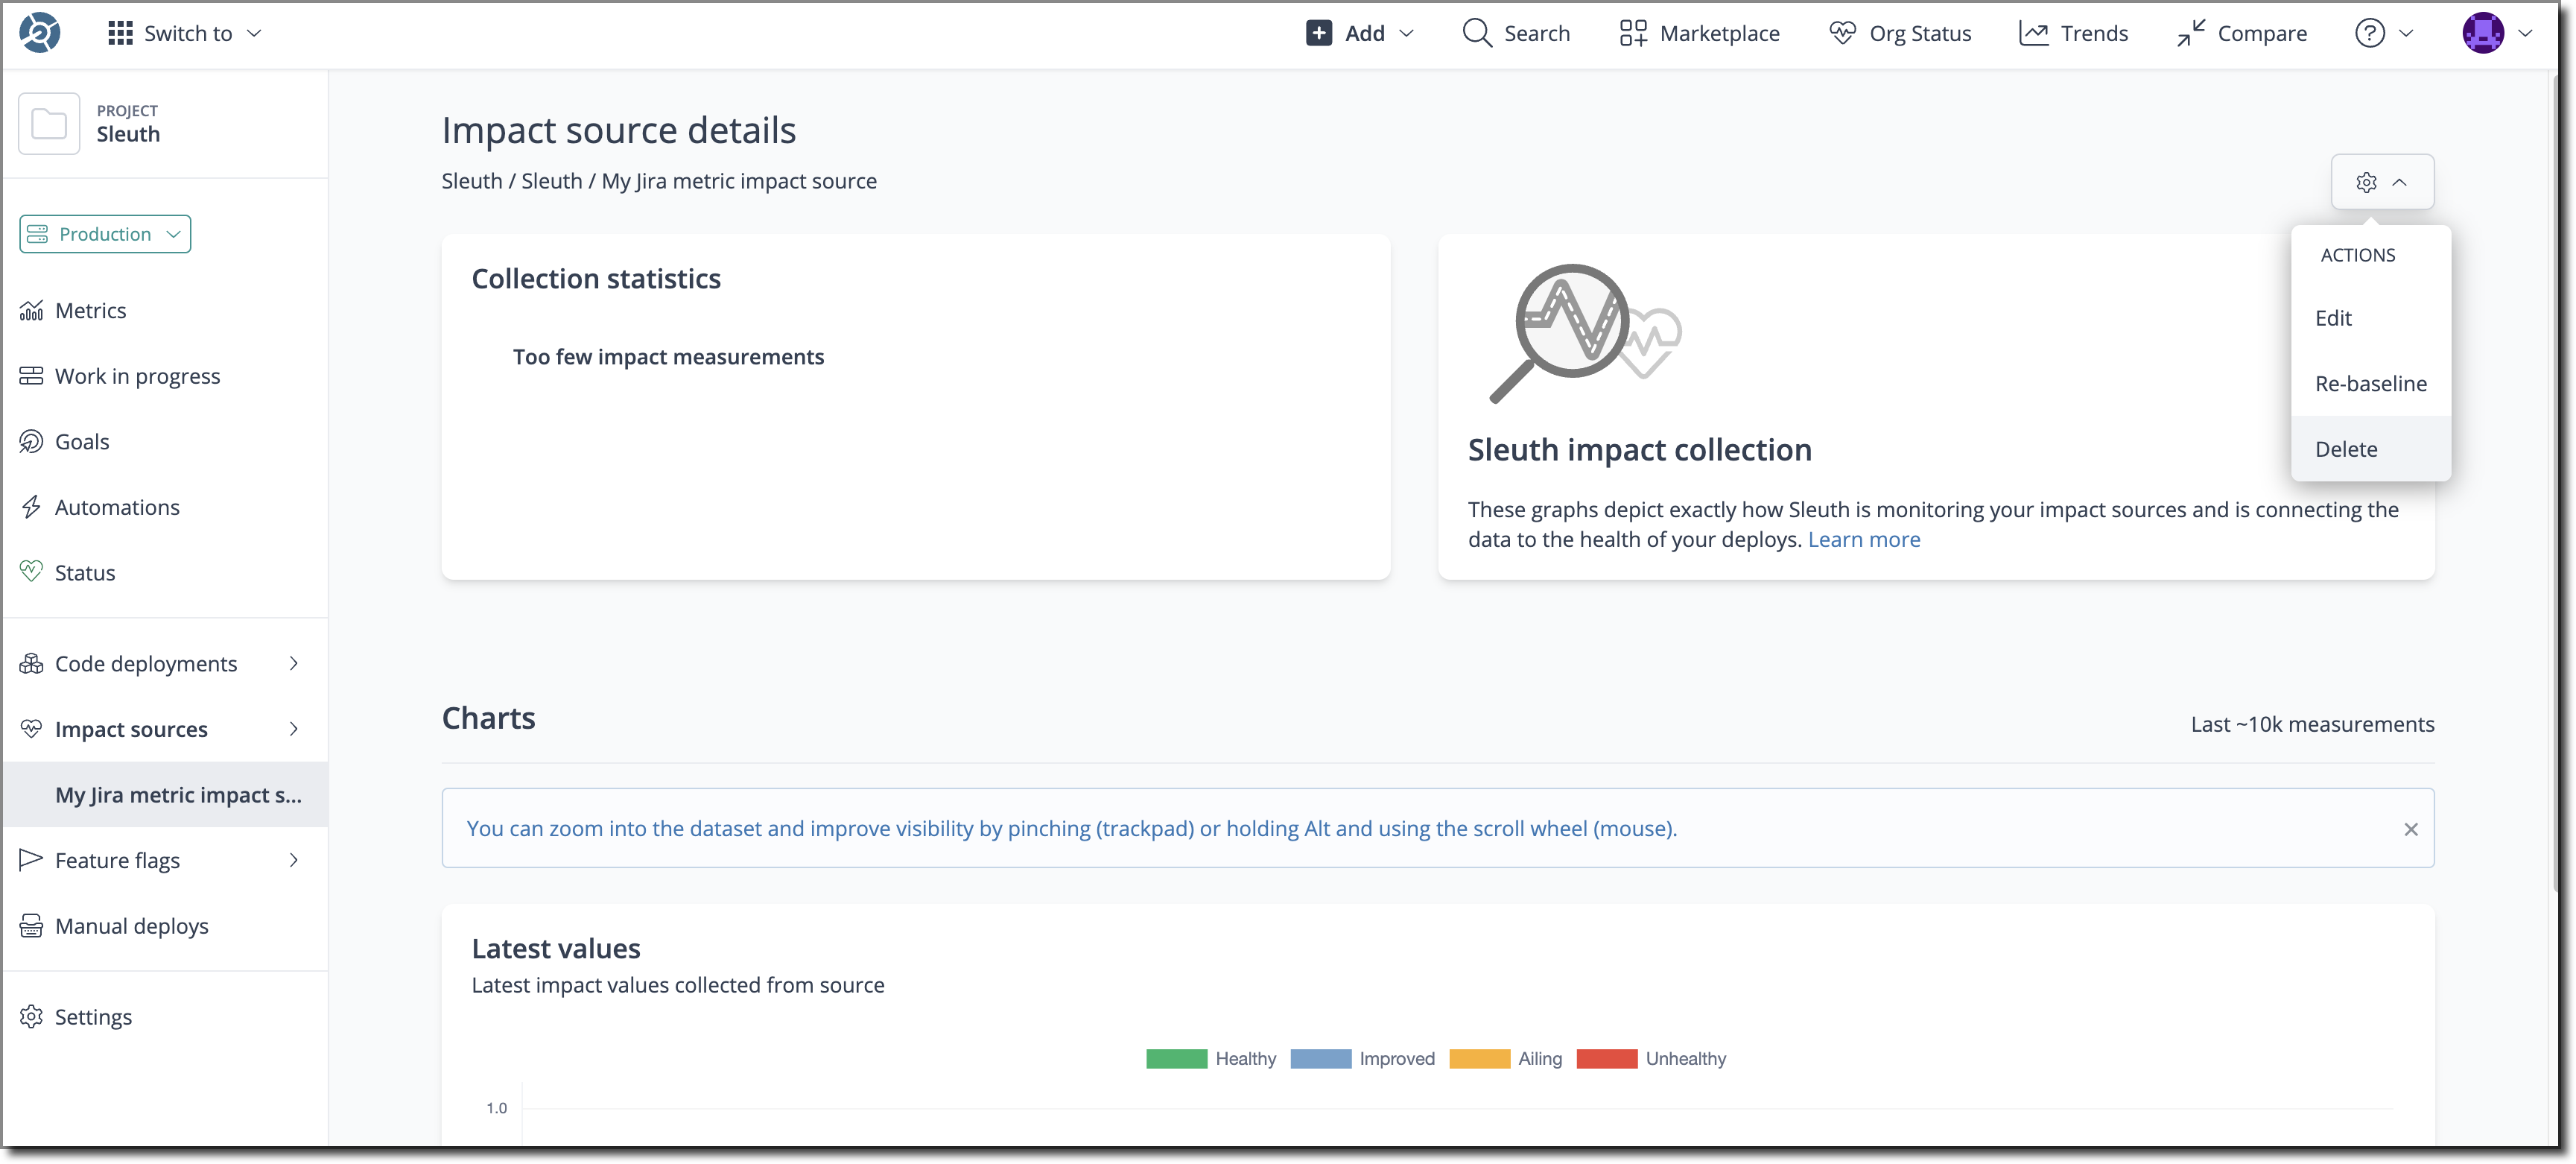 Switch to
Add
Search
Marketplace
Org Status
Trends
Compare
PROJECT
Sleuth
Production
Metrics
Work in progress
Goals
Automations
Status
Code deployments
Impact sources
My Jira metric impact s...
Feature flags
Manual deploys
Settings
Impact source details
Sleuth / Sleuth / My Jira metric impact source
ACTIONS
Edit
Re-baseline
Delete
Collection statistics
Too few impact measurements
Sleuth impact collection
These graphs depict exactly how Sleuth is monitoring your impact sources and is connecting the
data to the health of your deploys. Learn more
Charts
Last ~10k measurements
You can zoom into the dataset and improve visibility by pinching (trackpad) or holding Alt and using the scroll wheel (mouse).
Latest values
Latest impact values collected from source
Healthy
Improved
Ailing
Unhealthy
1.0